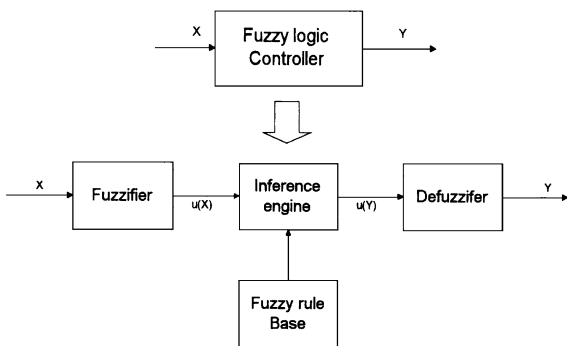 X
Fuzzy logic
Controller
Y
X
Fuzzifier
u(X)
Inference
engine
u(Y)
Defuzzifer
Y
Fuzzy rule
Base